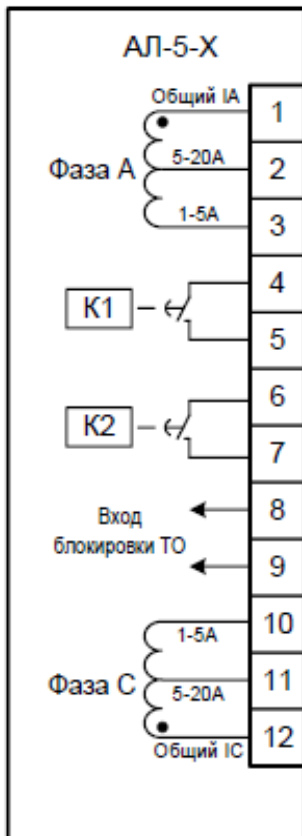 АЛ-5-Х
Общий IA
1
Фаза А
5-20А
2
1-5А
3
4
К1
5
6
К2
7
8
Вход
блокировки ТО
9
10
1-5А
Фаза С
5-20А
11
12
Общий IC